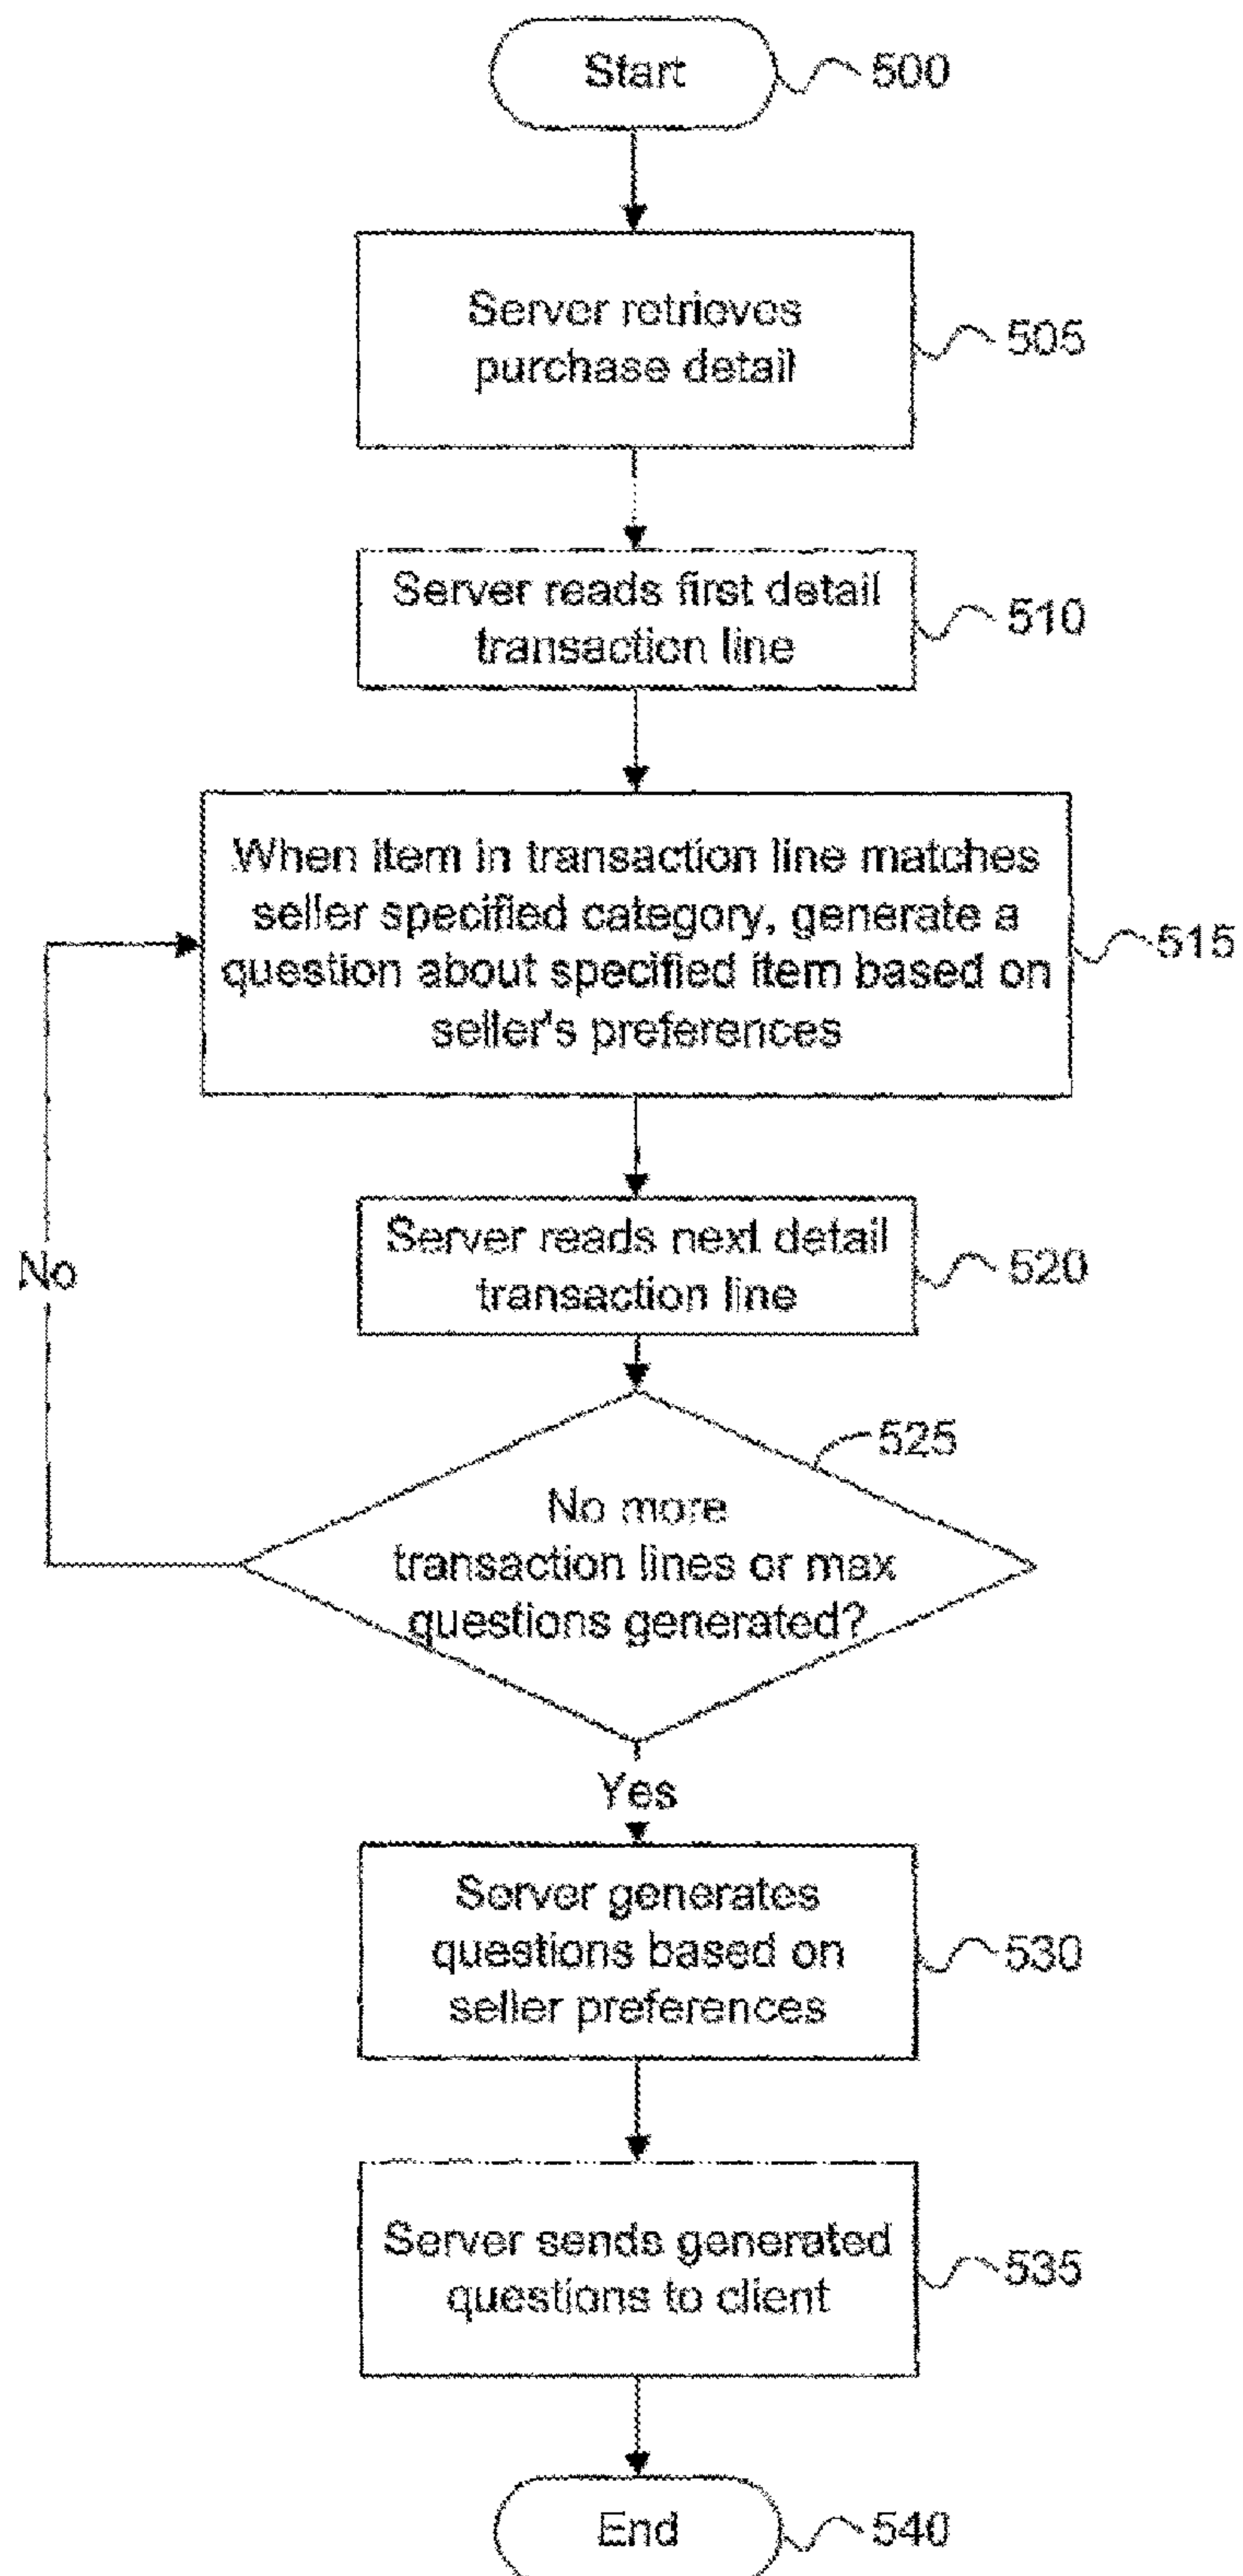 Start
500
Server retrieves
purchase detail
505
Server reads first detail
transaction line
510
When item in transaction line matches
seller specified category, generate a
question about specified item based on
seller's preferences
515
Server reads next detail
transaction line
520
No
525
No more
transaction lines or max
questions generated?
Yes
Server generates
questions based on
seller preferences
530
Server sends generated
questions to client
535
End
540